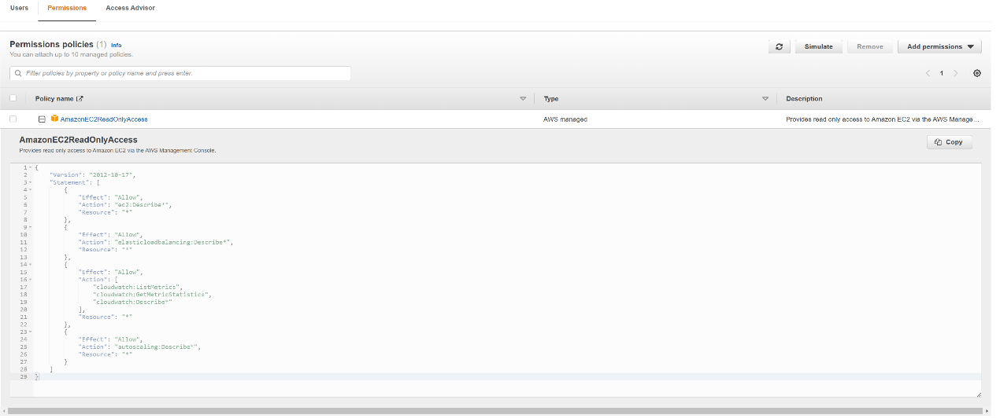 Users Permissions Access Advisor
Permissions policies (1) Info
You can attach up to 10 managed policies.
Simulate Remove Add permissions
Filter policies by property or policy name and press enter.
1
Policy name Type Description
AmazonEC2ReadOnlyAccess AWS managed Provides read only access to Amazon EC2 via the AWS Manage...
AmazonEC2ReadOnlyAccess
Provides read only access to Amazon EC2 via the AWS Management Console.
Copy
1 {
2 "Version": "2012-10-17",
3 "Statement": [
4 {
5 "Effect": "Allow",
6 "Action": "ec2:Describe*",
7 "Resource": "*"
8 },
9 {
10 "Effect": "Allow",
11 "Action": "elasticloadbalancing:Describe*",
12 "Resource": "*"
13 },
14 {
15 "Effect": "Allow",
16 "Action": [
17 "cloudwatch:ListMetrics",
18 "cloudwatch:GetMetricStatistics",
19 "cloudwatch:Describe*"
20 ],
21 "Resource": "*"
22 },
23 {
24 "Effect": "Allow",
25 "Action": "autoscaling:Describe*",
26 "Resource": "*"
27 }
28 ]
29 }